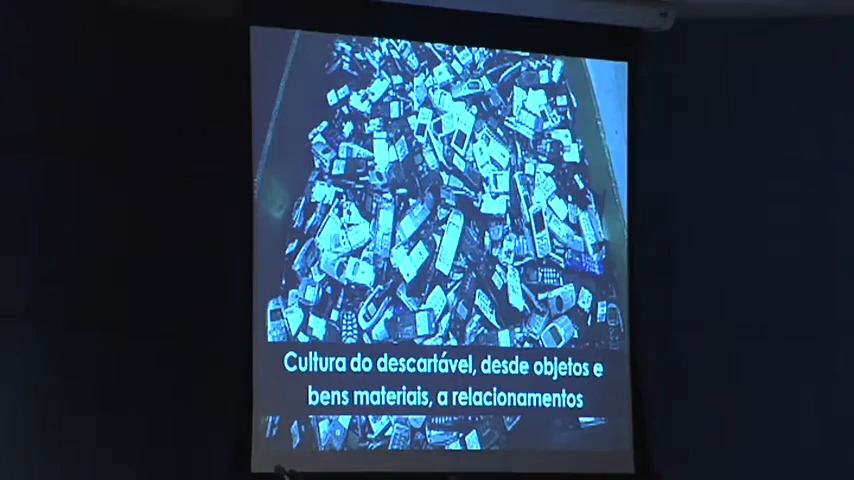 Cultura do descartável, desde objetos e
bens materiais, a relacionamentos